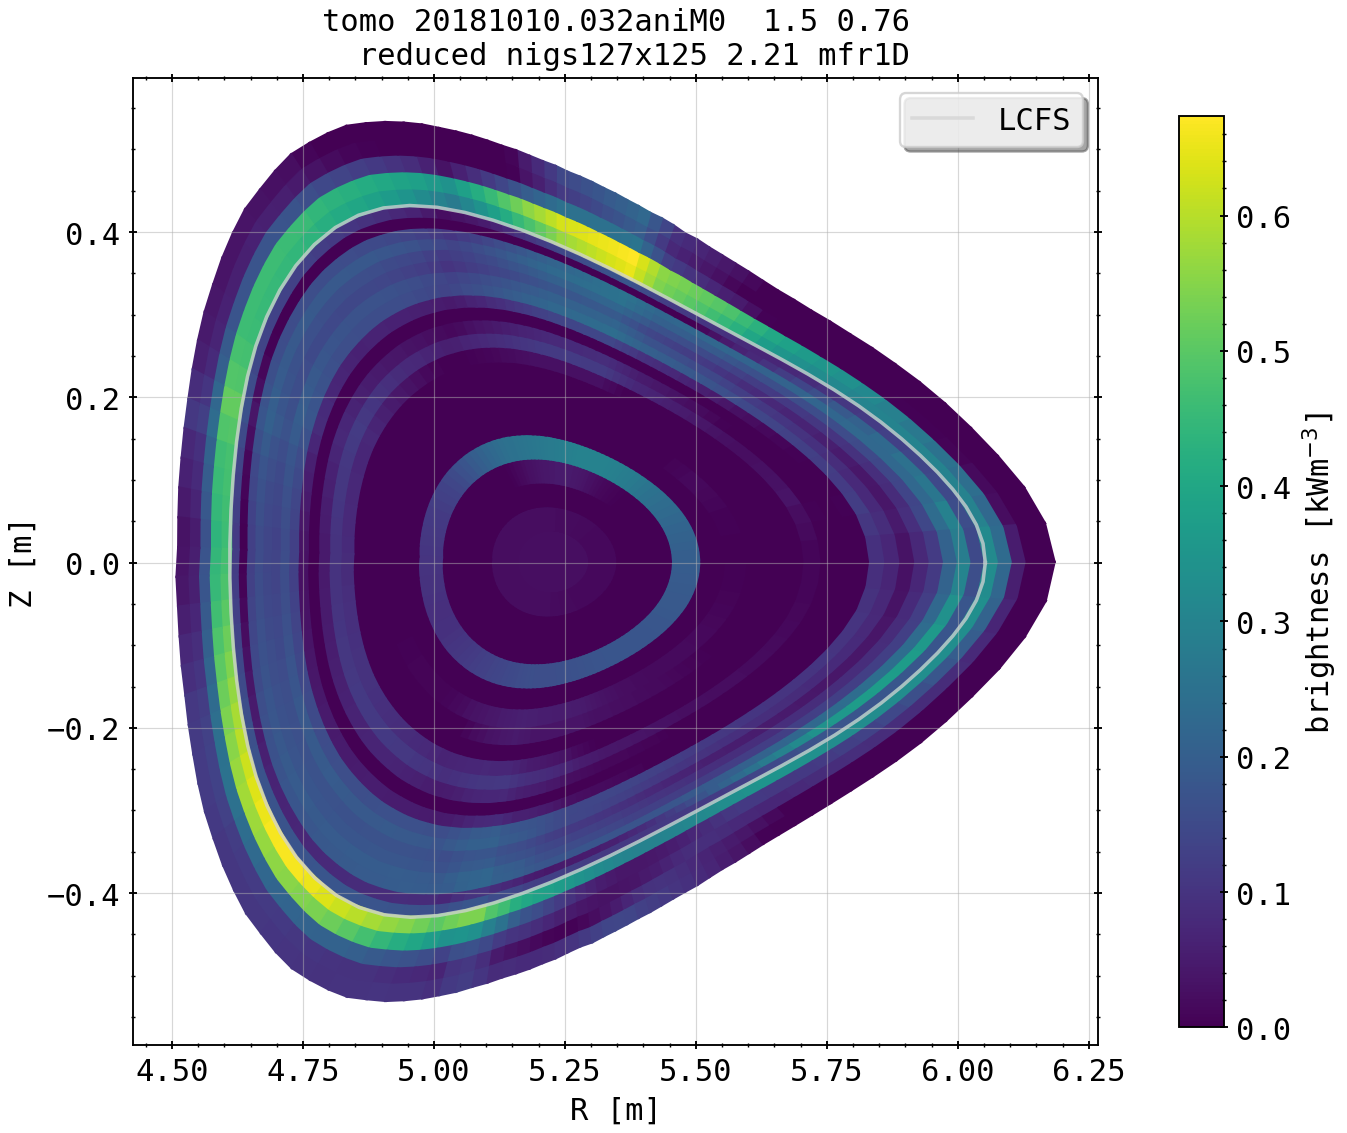 tomo 20181010.032aniM0  1.5 0.76
reduced nigs127x125 2.21 mfr1D
LCFS
0.4
0.2
0.0
−0.2
−0.4
Z [m]
4.50 4.75 5.00 5.25 5.50 5.75 6.00 6.25
R [m]
0.6
0.5
0.4
0.3
0.2
0.1
0.0
brightness [kWm⁻³]